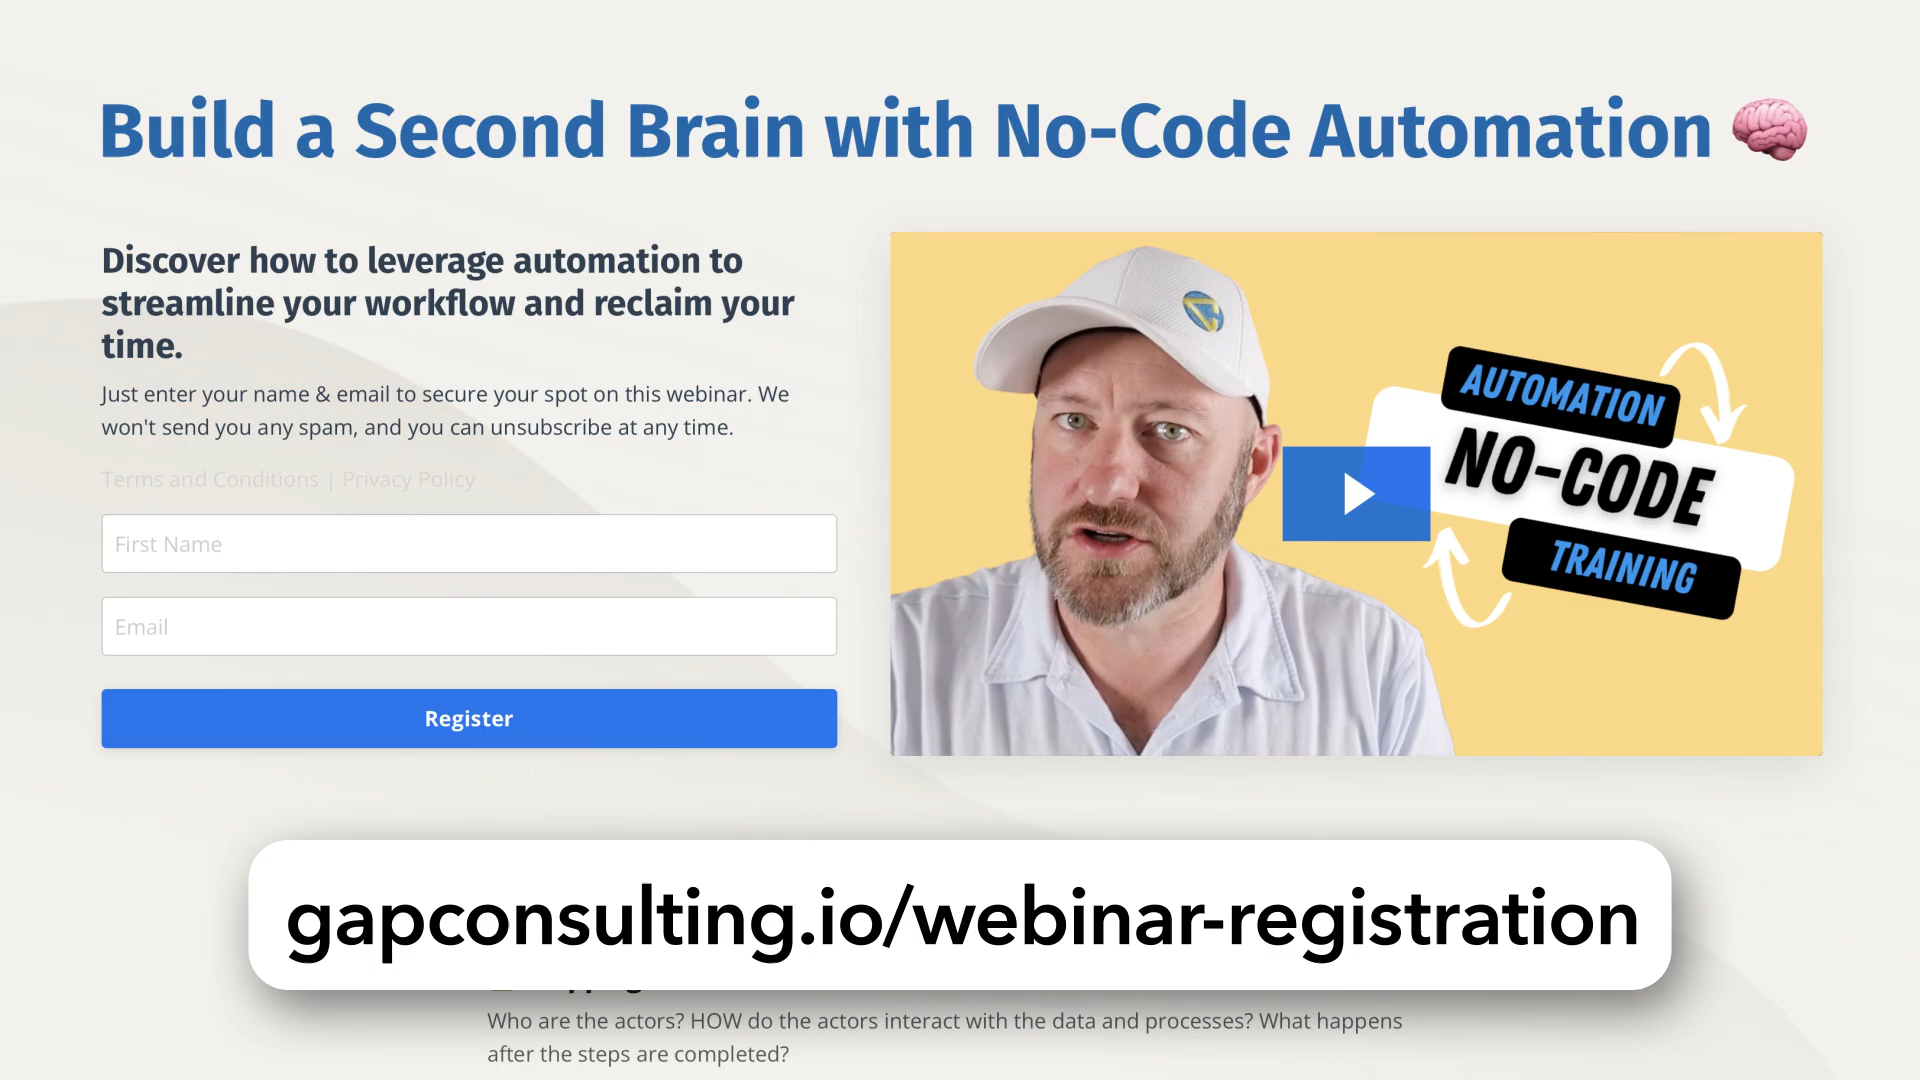 Build a Second Brain with No-Code Automation 🧠
Discover how to leverage automation to
streamline your workflow and reclaim your
time.
Just enter your name & email to secure your spot on this webinar. We
won't send you any spam, and you can unsubscribe at any time.
Terms and Conditions | Privacy Policy
First Name
Email
Register
AUTOMATION
NO-CODE
TRAINING
gapconsulting.io/webinar-registration
Who are the actors? HOW do the actors interact with the data and processes? What happens
after the steps are completed?